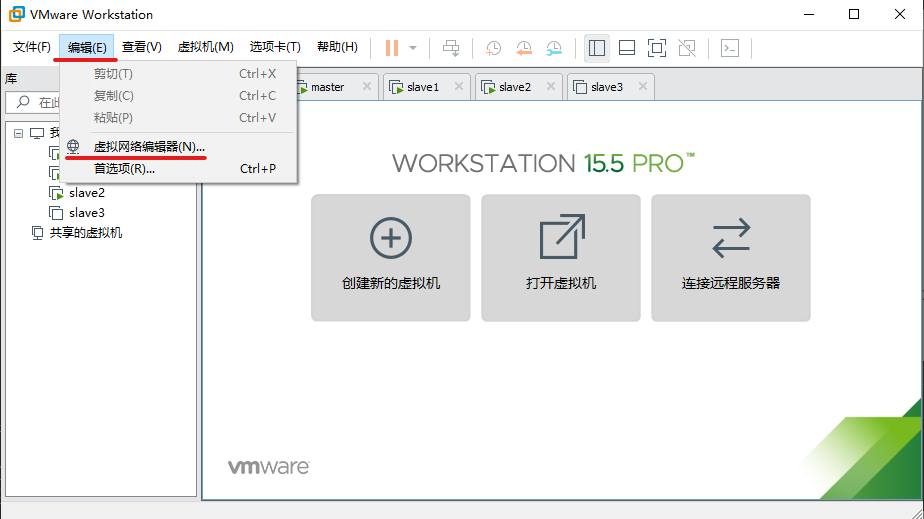 VMware Workstation
文件(F) 编辑(E) 查看(V) 虚拟机(M) 选项卡(T) 帮助(H)
库
在此
剪切(T) Ctrl+X
复制(C) Ctrl+C
粘贴(P) Ctrl+V
虚拟网络编辑器(N)...
首选项(R)... Ctrl+P
我
slave2
slave3
共享的虚拟机
master slave1 slave2 slave3
WORKSTATION 15.5 PRO™
创建新的虚拟机 打开虚拟机 连接远程服务器
vmware